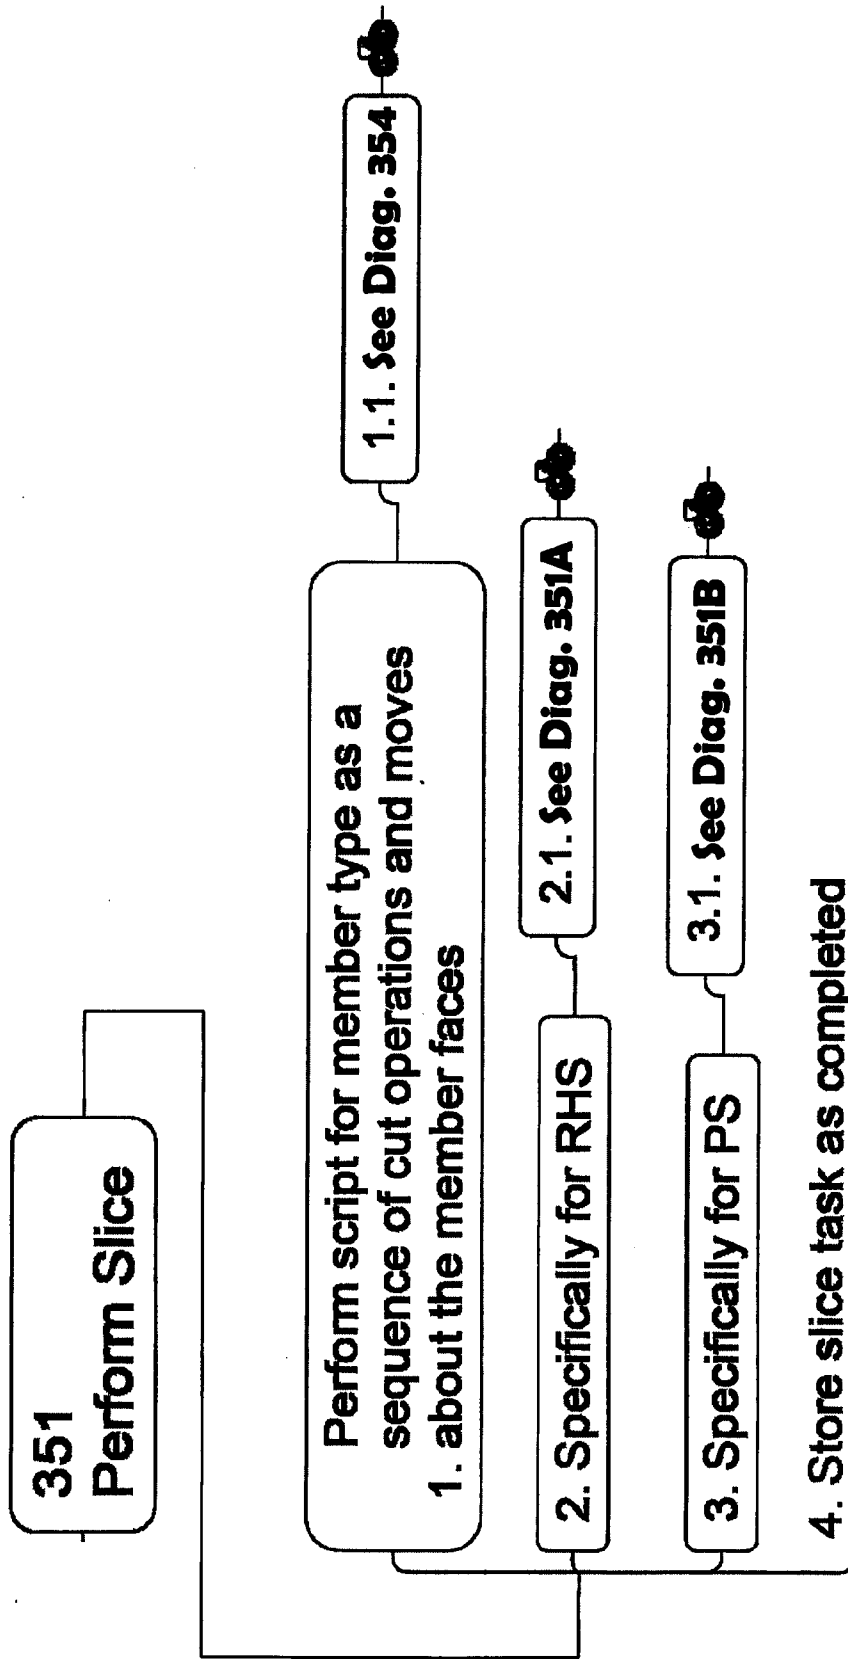 351
Perform Slice
Perform script for member type as a
sequence of cut operations and moves
1. about the member faces
1.1. See Diag. 354
2. Specifically for RHS
2.1. See Diag. 351A
3. Specifically for PS
3.1. See Diag. 351B
4. Store slice task as completed